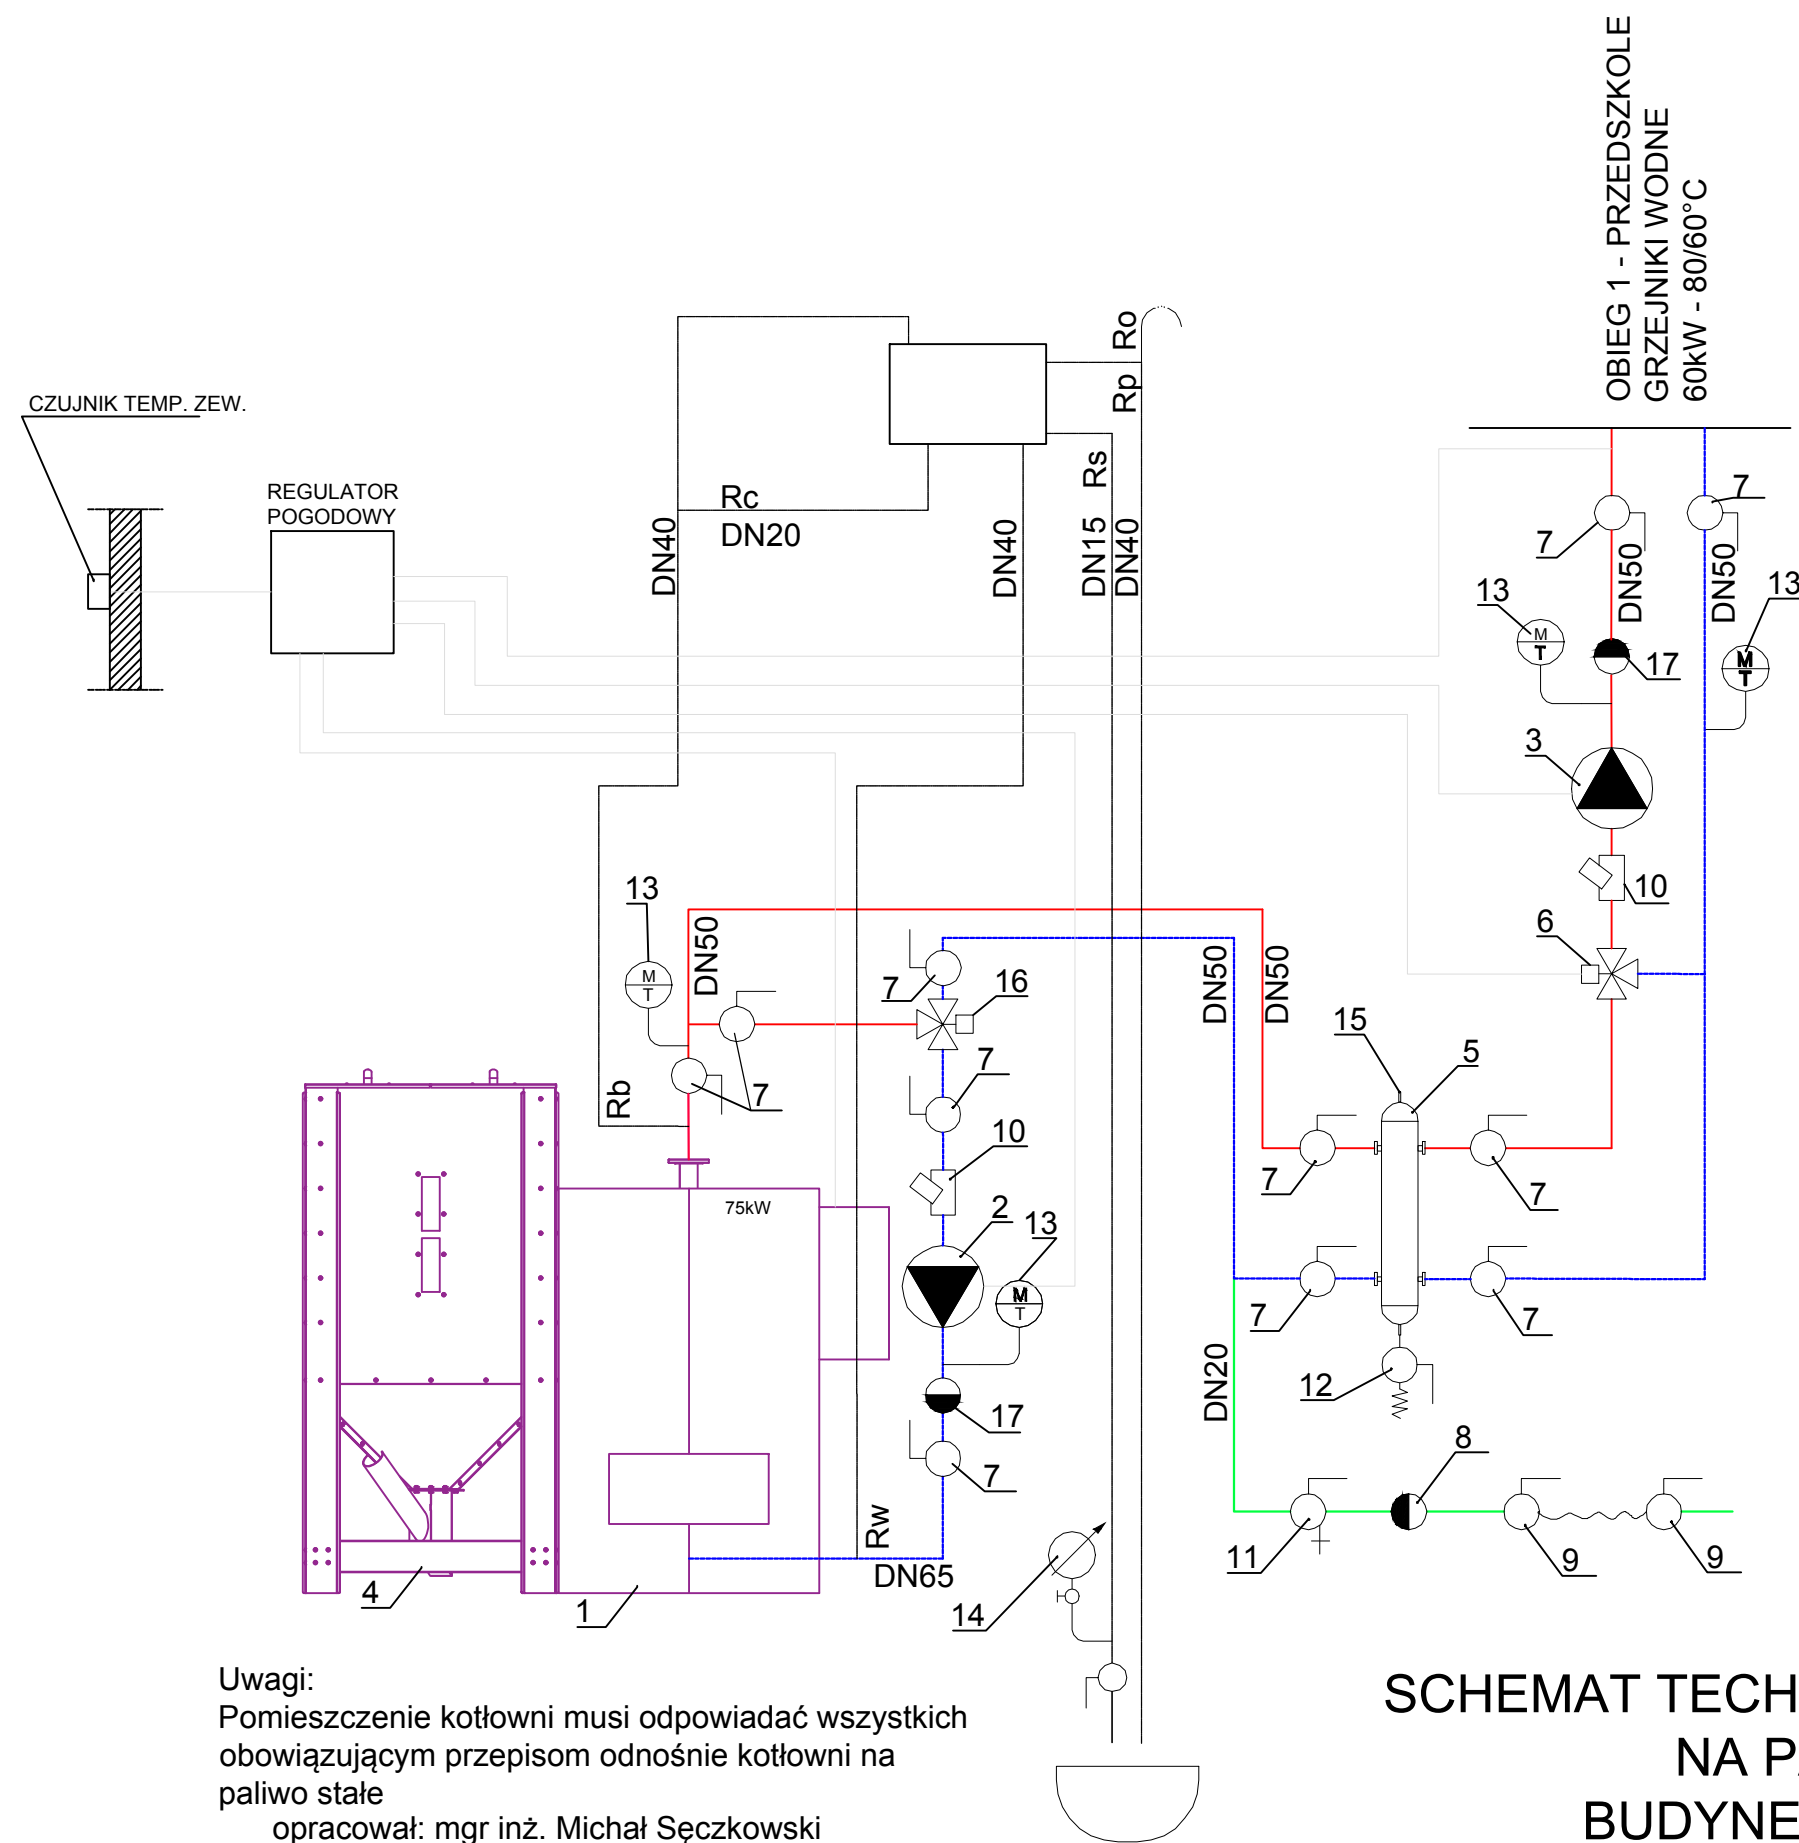 OBIEG 1 - PRZEDSZKOLE
GRZEJNIKI WODNE
60kW - 80/60°C
CZUJNIK TEMP. ZEW.
REGULATOR
POGODOWY
Ro
Rp
Rs
Rc
DN20
DN40
DN40
DN15
DN40
7
7
DN50
DN50
13
13
M
T
M
T
17
3
10
6
13
M
T
DN50
7
16
DN50
DN50
15
5
7
Rb
7
10
7
7
75kW
2
13
M
T
7
7
DN20
12
17
7
8
Rw
DN65
11
9
9
14
4
1
Uwagi:
Pomieszczenie kotłowni musi odpowiadać wszystkich
obowiązującym przepisom odnośnie kotłowni na
paliwo stałe
opracował: mgr inż. Michał Sęczkowski
SCHEMAT TECH
NA PA
BUDYNE